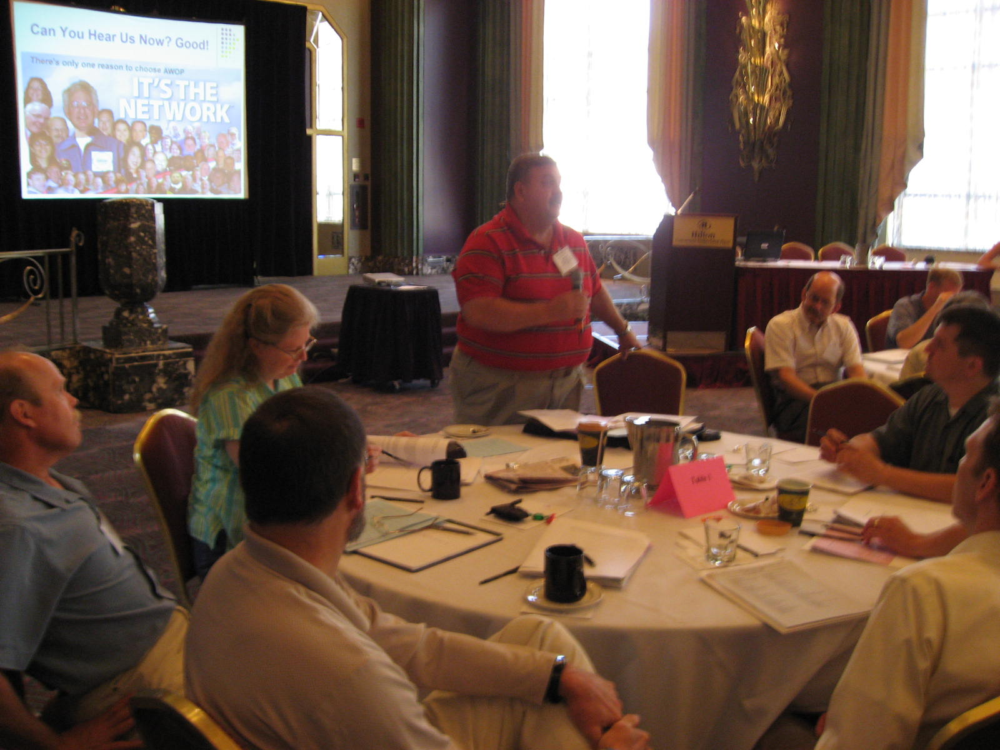 Can You Hear Us Now? Good!
There's only one reason to choose AWOP
IT'S THE
NETWORK
Hilton